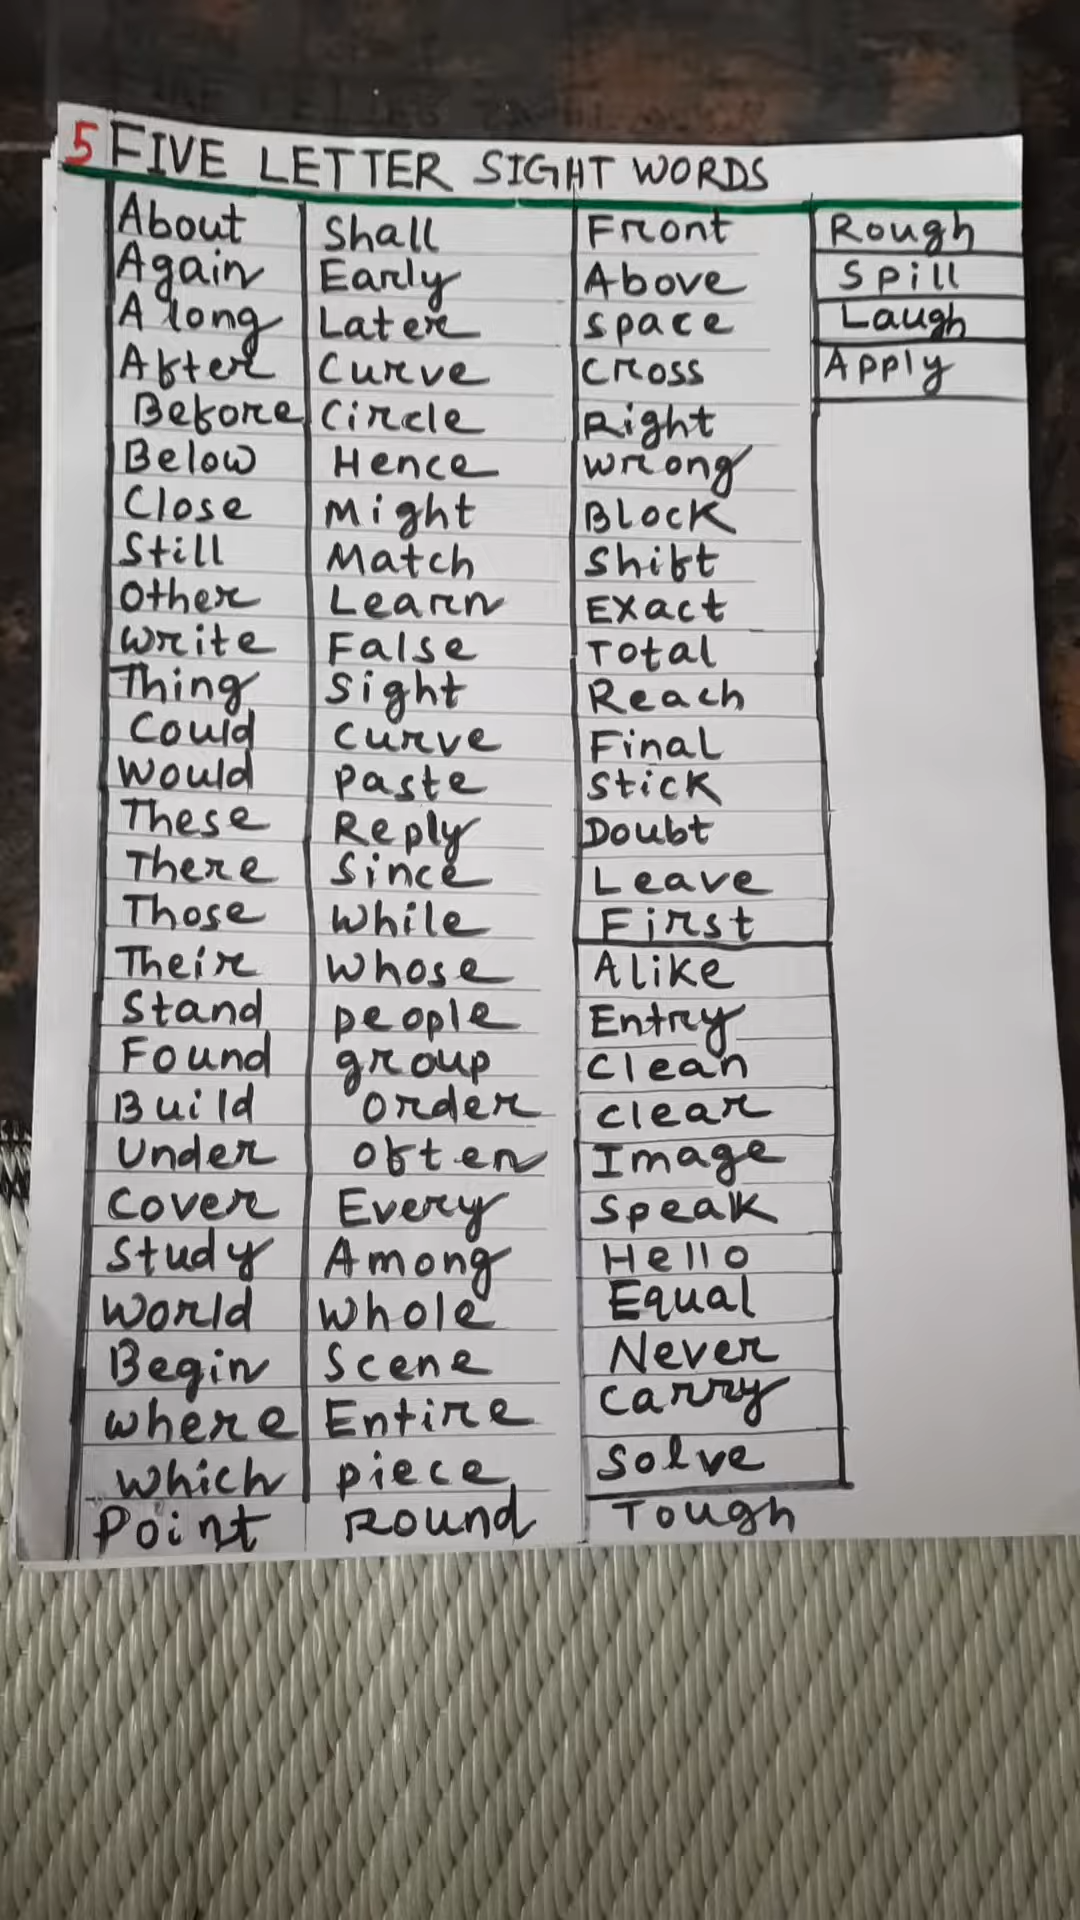 5 FIVE LETTER SIGHT WORDS
About
Again
Along
After
Before
Below
Close
Still
Other
Write
Thing
Could
Would
These
There
Those
Their
Stand
Found
Build
Under
Cover
Study
World
Begin
where
which
Point
Shall
Early
Later
Curve
Circle
Hence
Might
Match
Learn
False
Sight
Curve
Paste
Reply
Since
While
Whose
people
group
order
often
Every
Among
Whole
Scene
Entire
piece
Round
Front
Above
Space
Cross
Right
Wrong
Block
Shift
Exact
Total
Reach
Final
Stick
Doubt
Leave
First
Alike
Entry
Clean
clear
Image
Speak
Hello
Equal
Never
Carry
Solve
Tough
Rough
Spill
Laugh
Apply